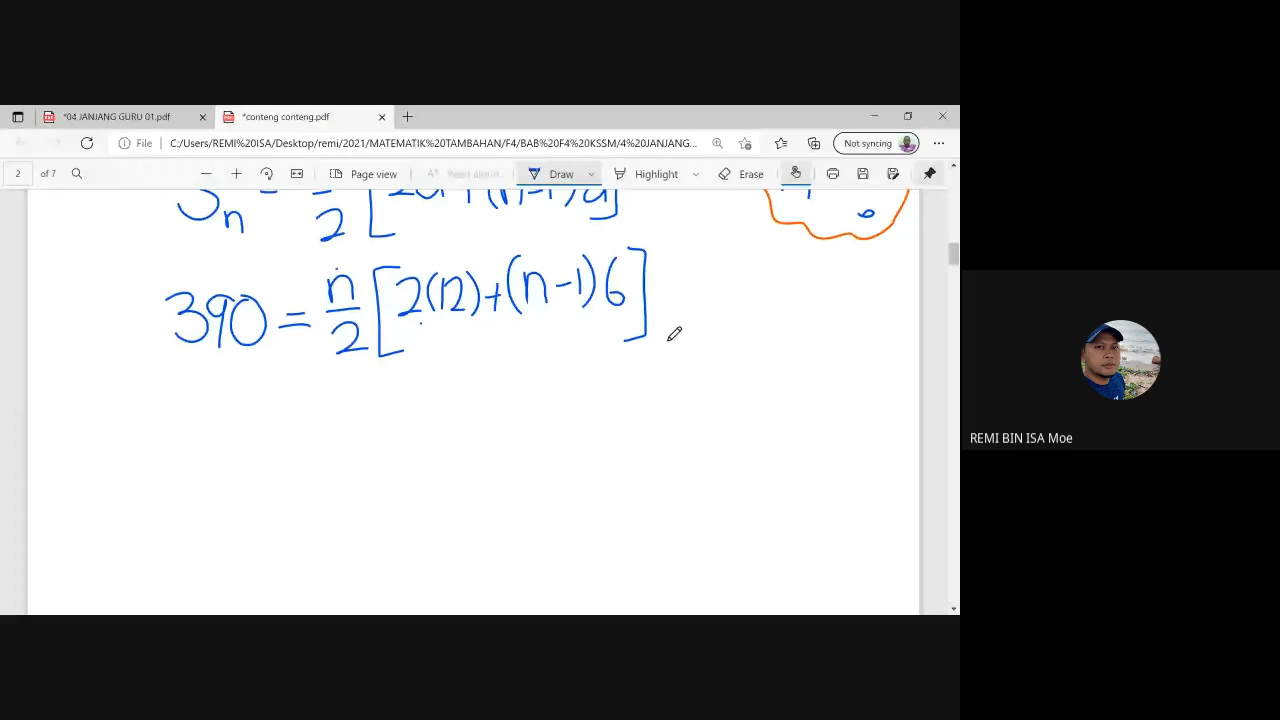 *04 JANJANG GURU 01.pdf
*conteng conteng.pdf
File C:/Users/REMI%20ISA/Desktop/remi/2021/MATEMATIK%20TAMBAHAN/F4/BAB%20F4%20KSSM/4%20JANJANG...
Not syncing
2 of 7
Page view
Read aloud
Draw
Highlight
Erase
390 = n/2 [2(12)+(n-1)6]
REMI BIN ISA Moe